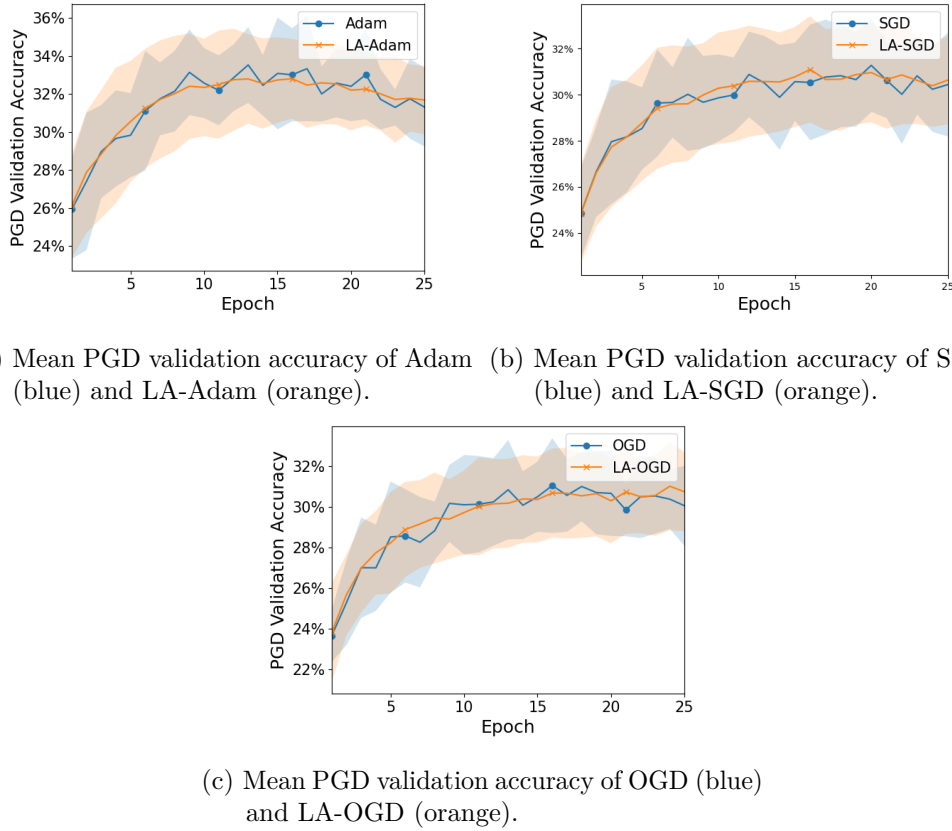 36%
34%
32%
30%
28%
26%
24%
PGD Validation Accuracy
Adam
LA-Adam
5 10 15 20 25
Epoch
32%
30%
28%
26%
24%
PGD Validation Accuracy
SGD
LA-SGD
5 10 15 20 25
Epoch
) Mean PGD validation accuracy of Adam
(blue) and LA-Adam (orange).
(b) Mean PGD validation accuracy of S
(blue) and LA-SGD (orange).
32%
30%
28%
26%
24%
22%
PGD Validation Accuracy
OGD
LA-OGD
5 10 15 20 25
Epoch
(c) Mean PGD validation accuracy of OGD (blue)
and LA-OGD (orange).